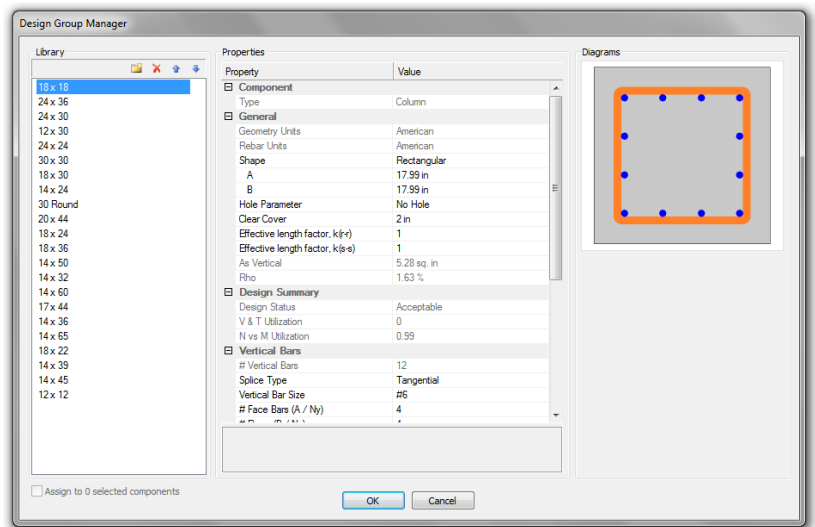 Design Group Manager
Library
18 x 18
24 x 36
24 x 30
12 x 30
24 x 24
30 x 30
18 x 30
14 x 24
30 Round
20 x 44
18 x 24
18 x 36
14 x 50
14 x 32
14 x 60
17 x 44
14 x 36
14 x 65
18 x 22
14 x 39
14 x 45
12 x 12
Assign to 0 selected components
Properties
Property Value
Component
Type Column
General
Geometry Units American
Rebar Units American
Shape Rectangular
A 17.99 in
B 17.99 in
Hole Parameter No Hole
Clear Cover 2 in
Effective length factor, k(r-r) 1
Effective length factor, k(s-s) 1
As Vertical 5.28 sq. in
Rho 1.63 %
Design Summary
Design Status Acceptable
V & T Utilization 0
N vs M Utilization 0.99
Vertical Bars
# Vertical Bars 12
Splice Type Tangential
Vertical Bar Size #6
# Face Bars (A / Ny) 4
Diagrams
OK Cancel